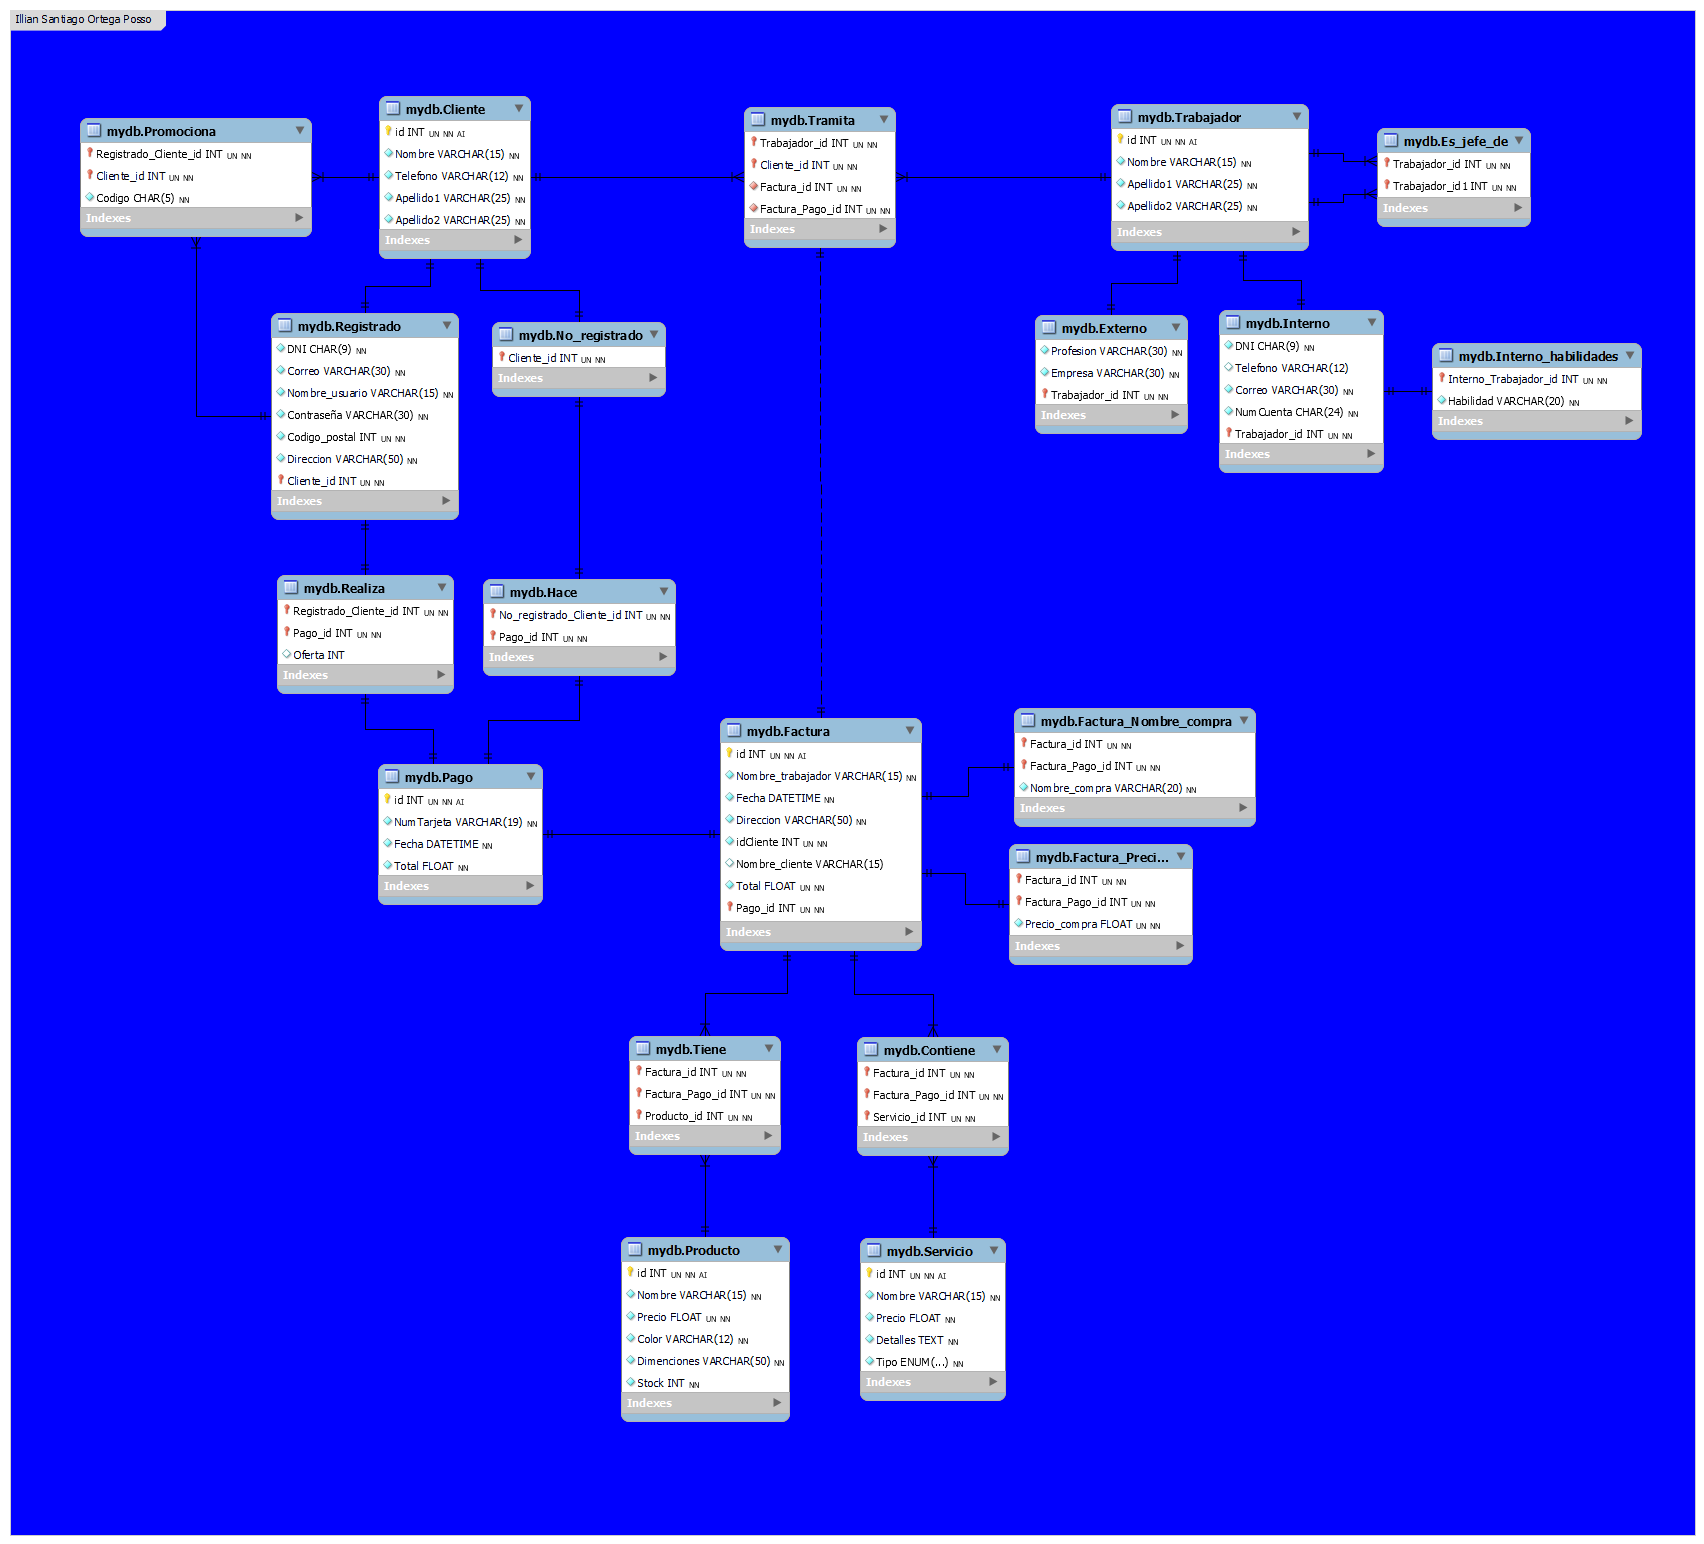 Illian Santiago Ortega Posso
mydb.Promociona
Registrado_Cliente_id INT UN NN
Cliente_id INT UN NN
Codigo CHAR(5) NN
Indexes
mydb.Cliente
id INT UN NN AI
Nombre VARCHAR(15) NN
Telefono VARCHAR(12) NN
Apellido1 VARCHAR(25) NN
Apellido2 VARCHAR(25) NN
Indexes
mydb.Tramita
Trabajador_id INT UN NN
Cliente_id INT UN NN
Factura_id INT UN NN
Factura_Pago_id INT UN NN
Indexes
mydb.Trabajador
id INT UN NN AI
Nombre VARCHAR(15) NN
Apellido1 VARCHAR(25) NN
Apellido2 VARCHAR(25) NN
Indexes
mydb.Es_jefe_de
Trabajador_id INT UN NN
Trabajador_id1 INT UN NN
Indexes
mydb.Registrado
DNI CHAR(9) NN
Correo VARCHAR(30) NN
Nombre_usuario VARCHAR(15) NN
Contraseña VARCHAR(30) NN
Codigo_postal INT UN NN
Direccion VARCHAR(50) NN
Cliente_id INT UN NN
Indexes
mydb.No_registrado
Cliente_id INT UN NN
Indexes
mydb.Externo
Profesion VARCHAR(30) NN
Empresa VARCHAR(30) NN
Trabajador_id INT UN NN
Indexes
mydb.Interno
DNI CHAR(9) NN
Telefono VARCHAR(12)
Correo VARCHAR(30) NN
NumCuenta CHAR(24) NN
Trabajador_id INT UN NN
Indexes
mydb.Interno_habilidades
Interno_Trabajador_id INT UN NN
Habilidad VARCHAR(20) NN
Indexes
mydb.Realiza
Registrado_Cliente_id INT UN NN
Pago_id INT UN NN
Oferta INT
Indexes
mydb.Hace
No_registrado_Cliente_id INT UN NN
Pago_id INT UN NN
Indexes
mydb.Pago
id INT UN NN AI
NumTarjeta VARCHAR(19) NN
Fecha DATETIME NN
Total FLOAT NN
Indexes
mydb.Factura
id INT UN NN AI
Nombre_trabajador VARCHAR(15) NN
Fecha DATETIME NN
Direccion VARCHAR(50) NN
idCliente INT UN NN
Nombre_cliente VARCHAR(15)
Total FLOAT UN NN
Pago_id INT UN NN
Indexes
mydb.Factura_Nombre_compra
Factura_id INT UN NN
Factura_Pago_id INT UN NN
Nombre_compra VARCHAR(20) NN
Indexes
mydb.Factura_Preci...
Factura_id INT UN NN
Factura_Pago_id INT UN NN
Precio_compra FLOAT UN NN
Indexes
mydb.Tiene
Factura_id INT UN NN
Factura_Pago_id INT UN NN
Producto_id INT UN NN
Indexes
mydb.Contiene
Factura_id INT UN NN
Factura_Pago_id INT UN NN
Servicio_id INT UN NN
Indexes
mydb.Producto
id INT UN NN AI
Nombre VARCHAR(15) NN
Precio FLOAT UN NN
Color VARCHAR(12) NN
Dimenciones VARCHAR(50) NN
Stock INT NN
Indexes
mydb.Servicio
id INT UN NN AI
Nombre VARCHAR(15) NN
Precio FLOAT NN
Detalles TEXT NN
Tipo ENUM(...) NN
Indexes